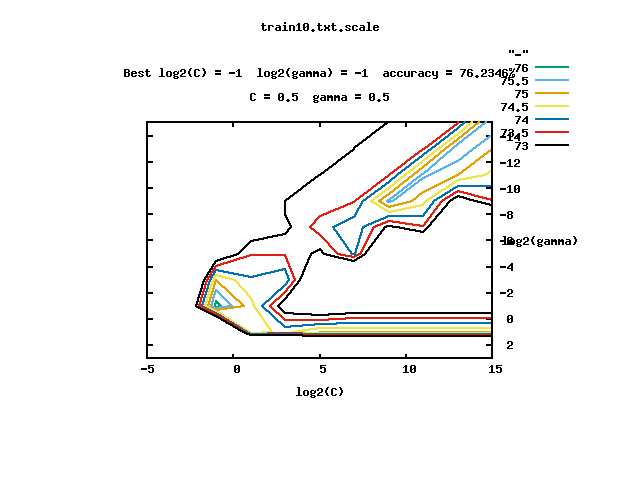 train10.txt.scale
"-"
Best log2(C) = -1 log2(gamma) = -1 accuracy = 76.2346%
C = 0.5 gamma = 0.5
76
75.5
75
74.5
74
73.5
73
-14
-12
-10
-8
-6
log2(gamma)
-4
-2
0
2
-5 0 5 10 15
log2(C)